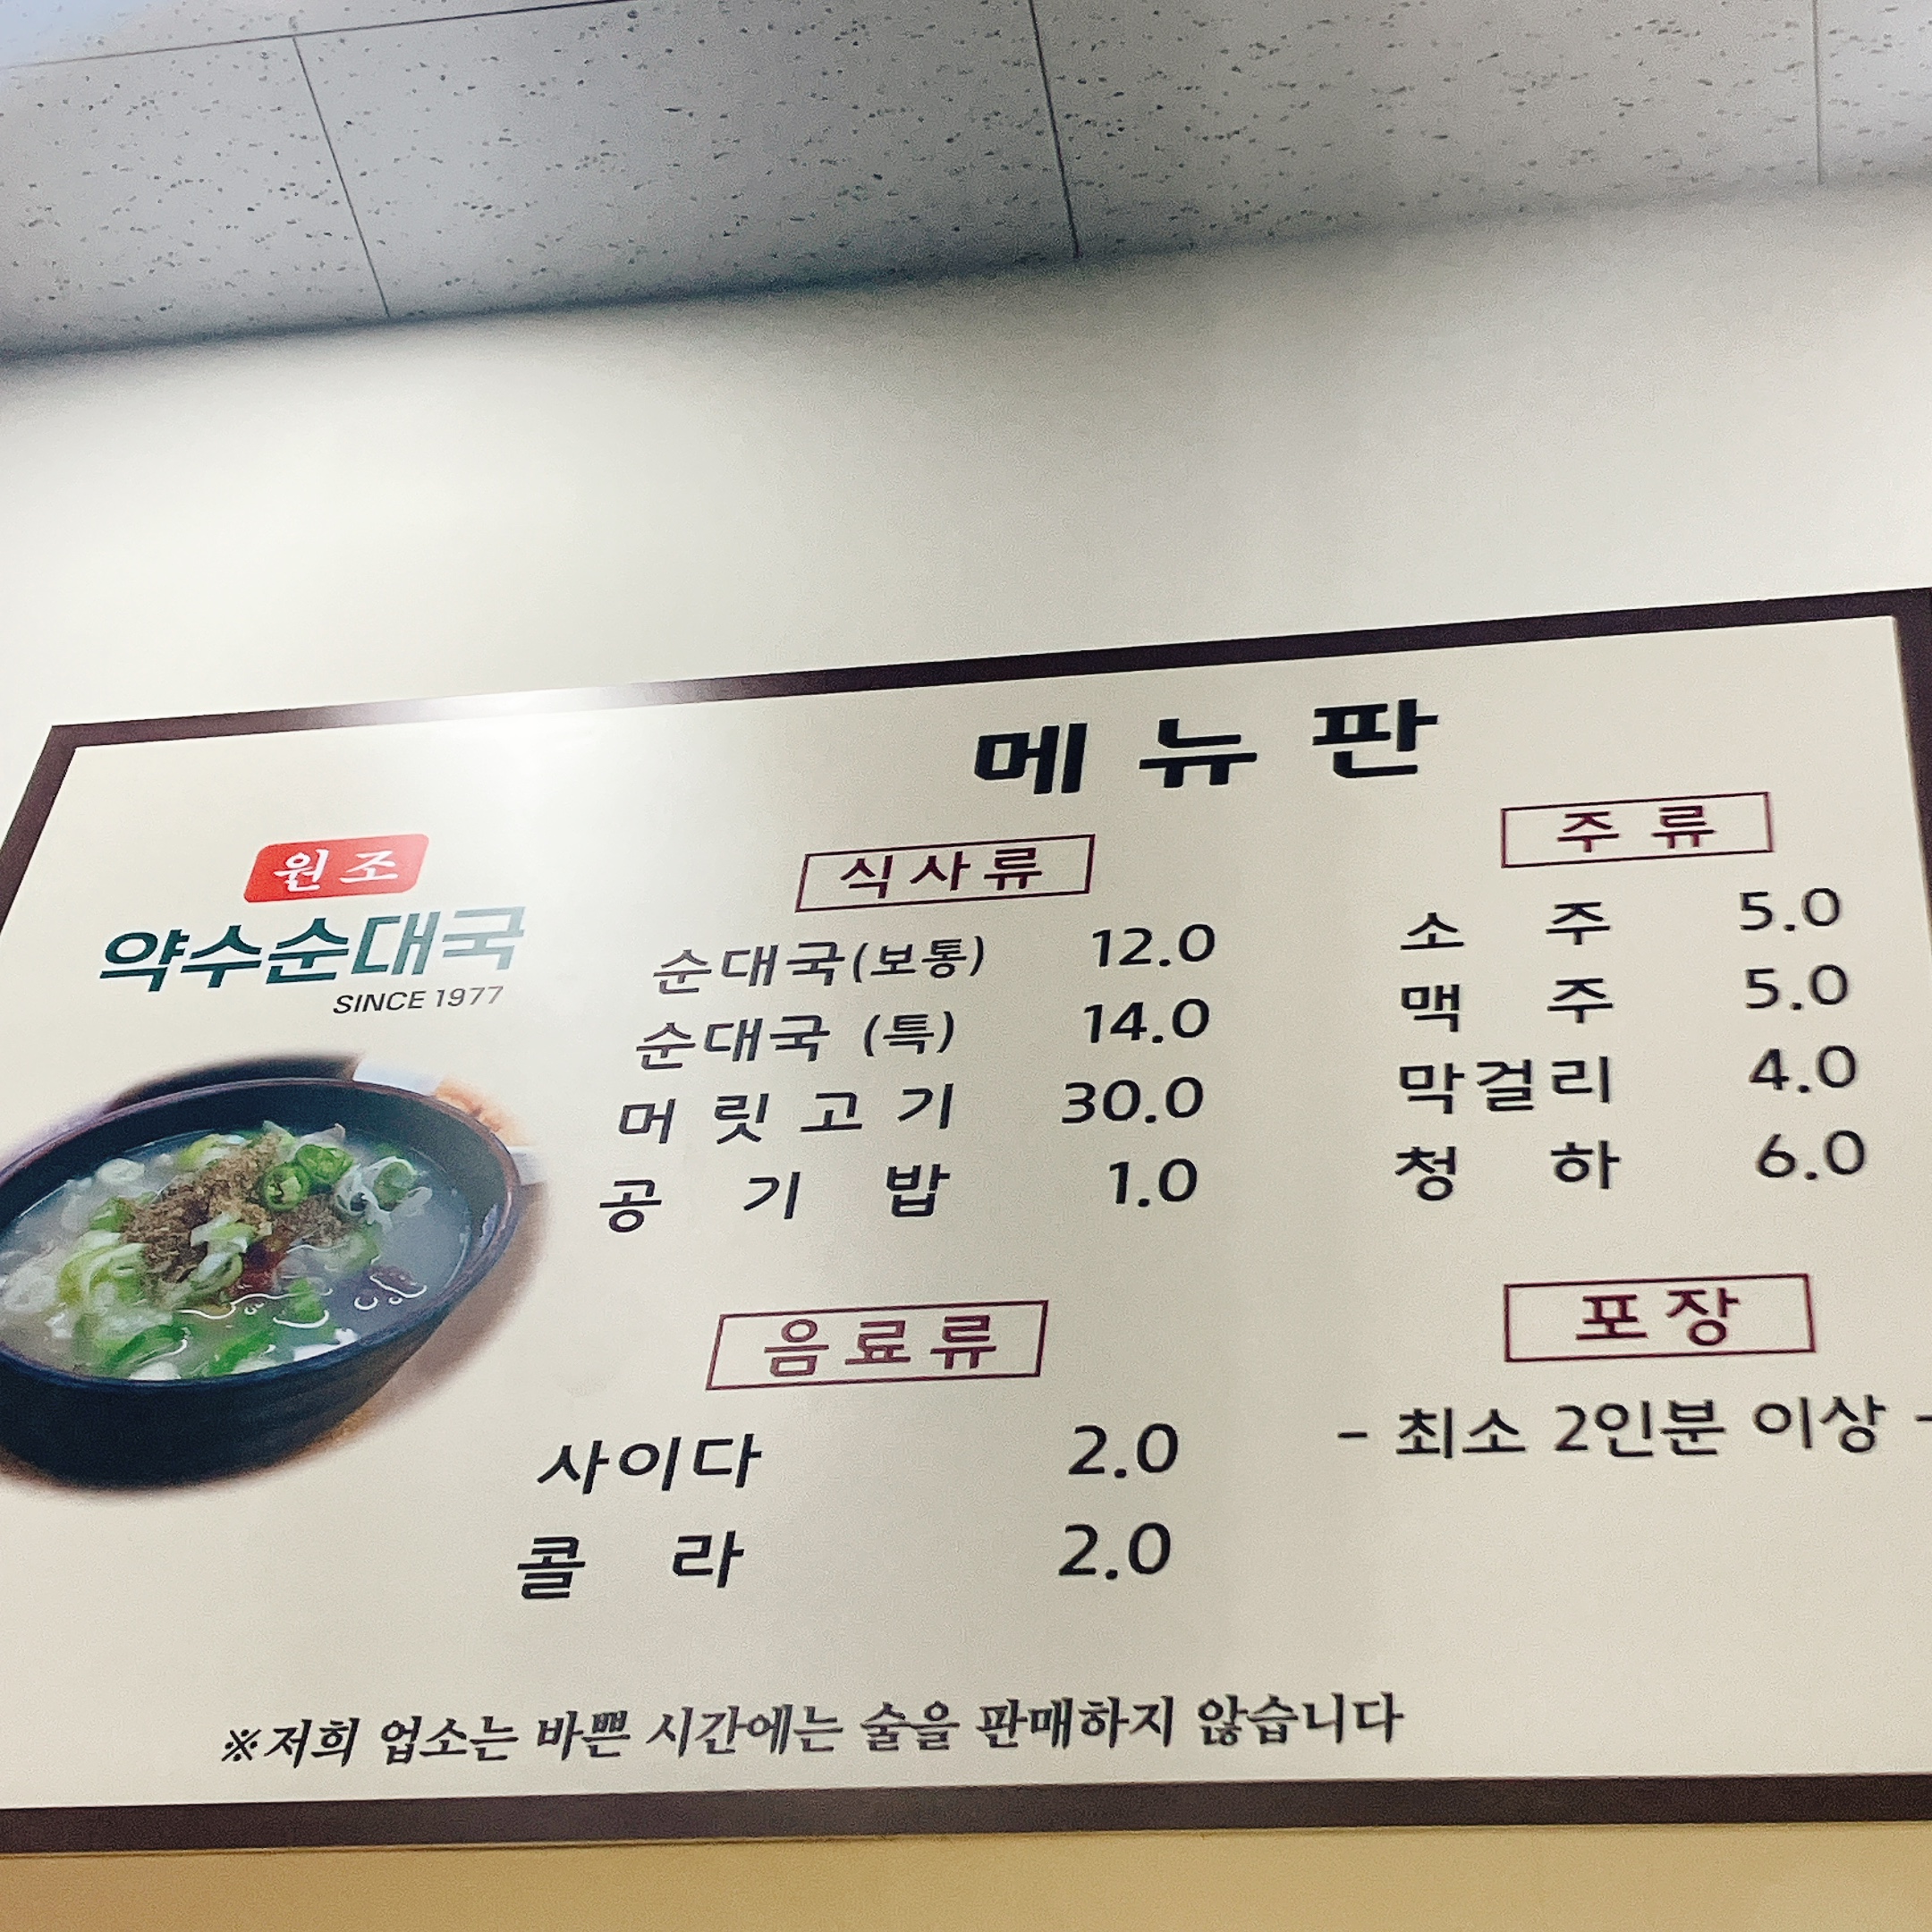 메뉴판
원조
약수순대국
SINCE 1977
식사류
순대국(보통) 12.0
순대국 (특) 14.0
머릿고기 30.0
공기밥 1.0
음료류
사이다 2.0
콜라 2.0
주류
소주 5.0
맥주 5.0
막걸리 4.0
청하 6.0
포장
- 최소 2인분 이상 -
※저희 업소는 바쁜 시간에는 술을 판매하지 않습니다